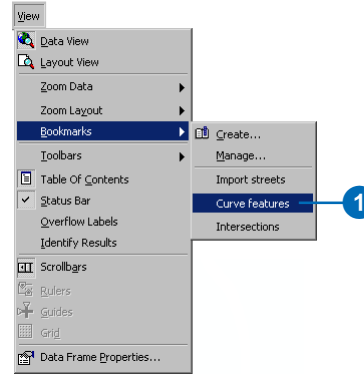 View
Data View
Layout View
Zoom Data
Zoom Layout
Bookmarks
Create...
Manage...
Toolbars
Import streets
Table Of Contents
Curve features
1
Status Bar
Intersections
Overflow Labels
Identify Results
Scrollbars
Rulers
Guides
Grid
Data Frame Properties...